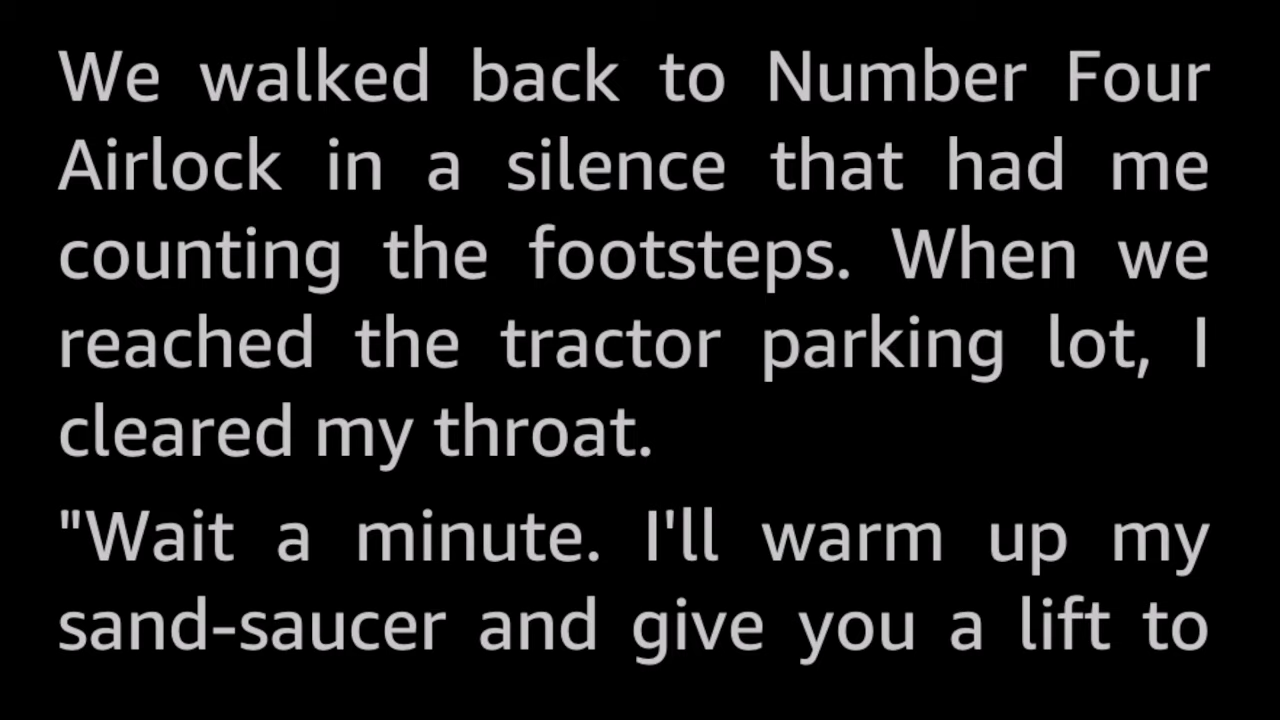 We walked back to Number Four
Airlock in a silence that had me
counting the footsteps. When we
reached the tractor parking lot, I
cleared my throat.
"Wait a minute. I'll warm up my
sand-saucer and give you a lift to